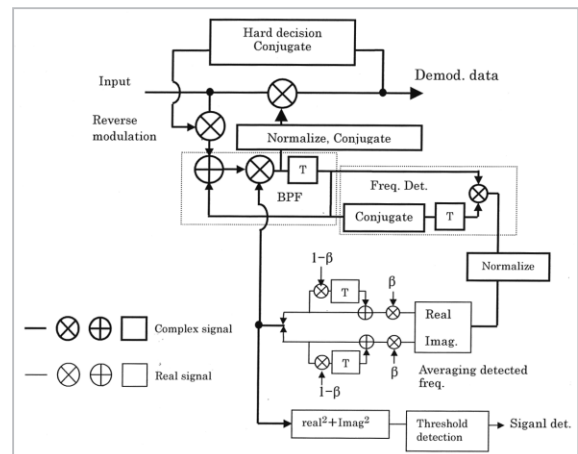 Hard decision
Conjugate
Input
Demod. data
Reverse
modulation
Normalize, Conjugate
T
BPF
Freq. Det.
Conjugate
T
Normalize
1-β
T
β
Real
Imag.
T
β
1-β
Averaging detected
freq.
Complex signal
Real signal
real²+Imag²
Threshold
detection
Siganl det.